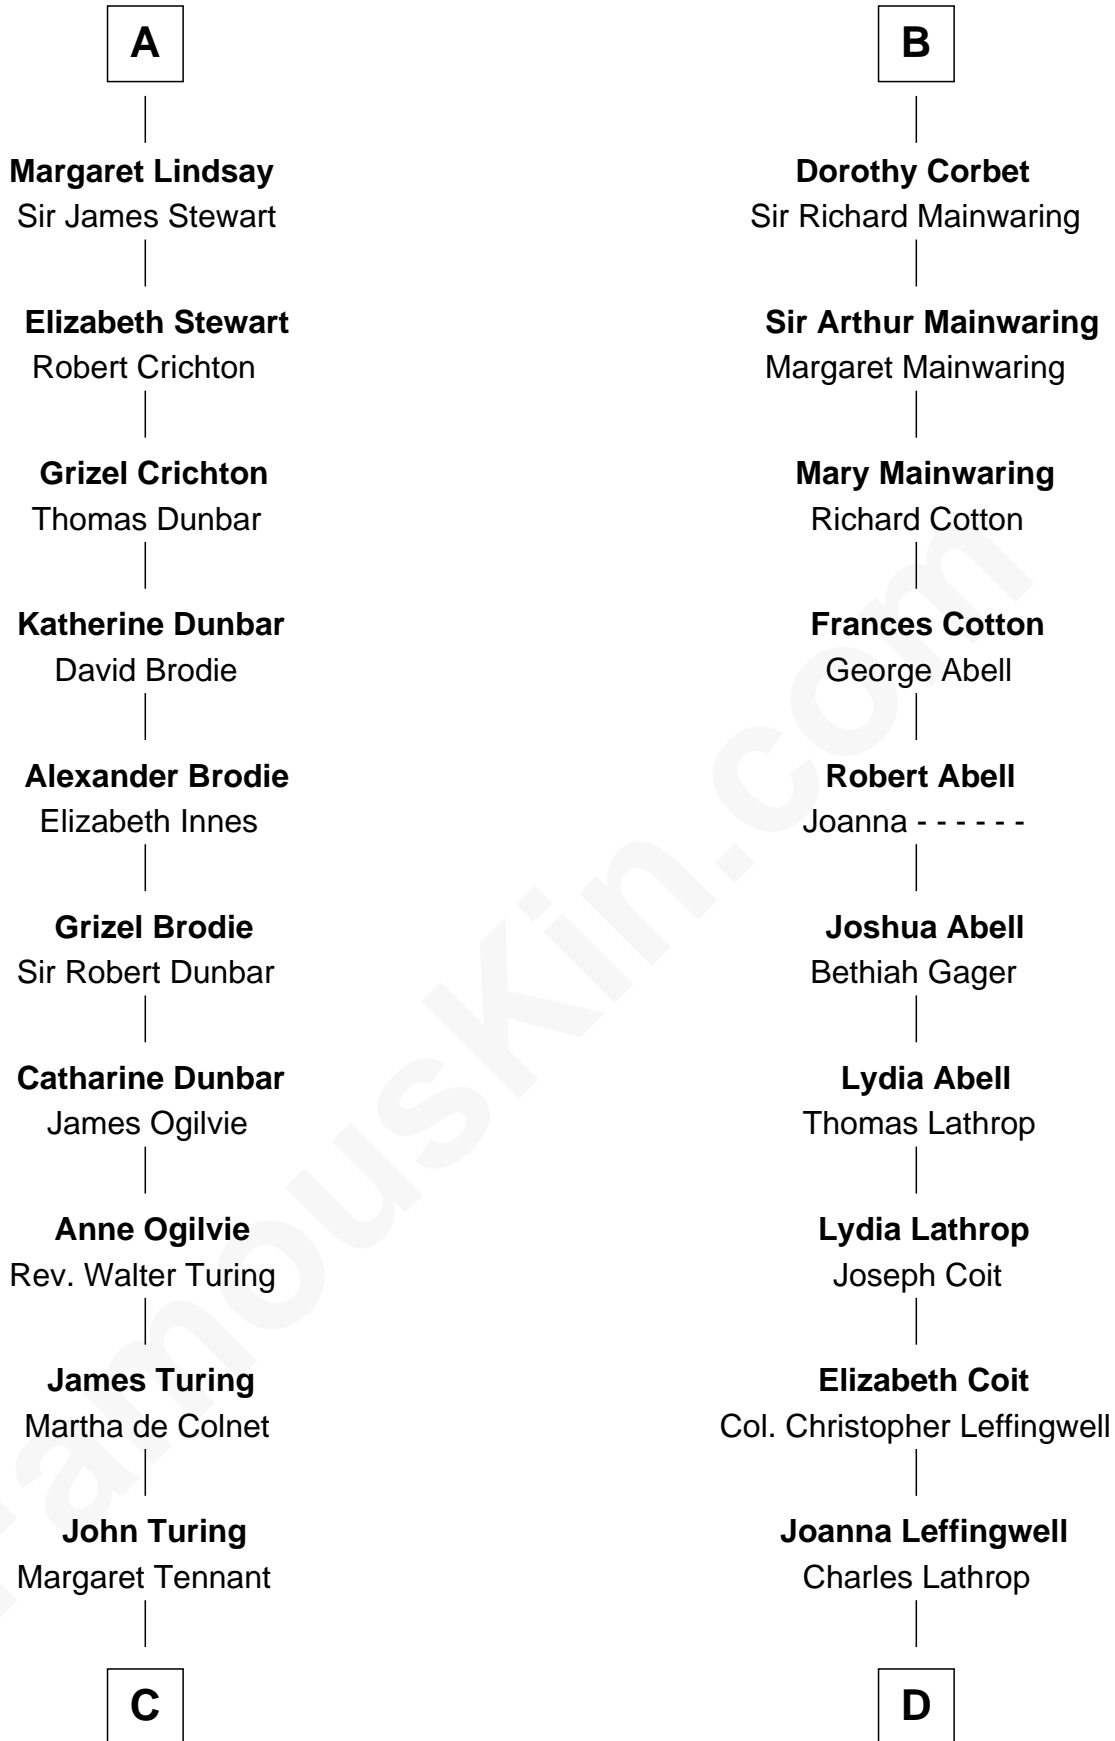 A
Margaret Lindsay
Sir James Stewart
Elizabeth Stewart
Robert Crichton
Grizel Crichton
Thomas Dunbar
Katherine Dunbar
David Brodie
Alexander Brodie
Elizabeth Innes
Grizel Brodie
Sir Robert Dunbar
Catharine Dunbar
James Ogilvie
Anne Ogilvie
Rev. Walter Turing
James Turing
Martha de Colnet
John Turing
Margaret Tennant
C
B
Dorothy Corbet
Sir Richard Mainwaring
Sir Arthur Mainwaring
Margaret Mainwaring
Mary Mainwaring
Richard Cotton
Frances Cotton
George Abell
Robert Abell
Joanna - - - - - -
Joshua Abell
Bethiah Gager
Lydia Abell
Thomas Lathrop
Lydia Lathrop
Joseph Coit
Elizabeth Coit
Col. Christopher Leffingwell
Joanna Leffingwell
Charles Lathrop
D
FamousKin.com